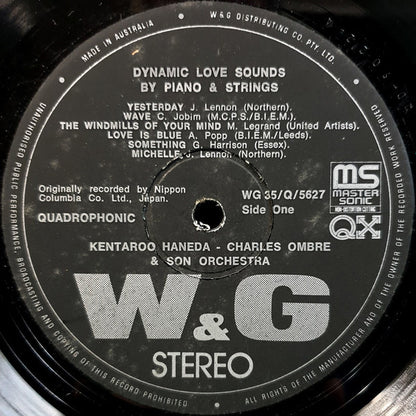 MADE IN AUSTRALIA
W&G DISTRIBUTING CO. PTY. LTD.
DYNAMIC LOVE SOUNDS
BY PIANO & STRINGS
YESTERDAY J. Lennon (Northern).
WAVE C. Jobim (M.C.P.S./B.I.E.M.).
THE WINDMILLS OF YOUR MIND M. Legrand (United Artists).
LOVE IS BLUE A. Popp (B.I.E.M./Leeds).
SOMETHING G. Harrison (Essex).
MICHELLE J. Lennon (Northern).
Originally recorded by Nippon
Columbia Co. Ltd., Japan.
QUADROPHONIC
WG 35/Q/5627
Side One
MS
MASTER
SONIC
NON-DISTORTION CUTTING
QX
KENTAROO HANEDA - CHARLES OMBRE
& SON ORCHESTRA
W&G
STEREO
UNAUTHORISED PUBLIC PERFORMANCE, BROADCASTING AND COPYING OF THIS RECORD PROHIBITED
ALL RIGHTS OF THE MANUFACTURER AND OF THE OWNER OF THE RECORDED WORK RESERVED